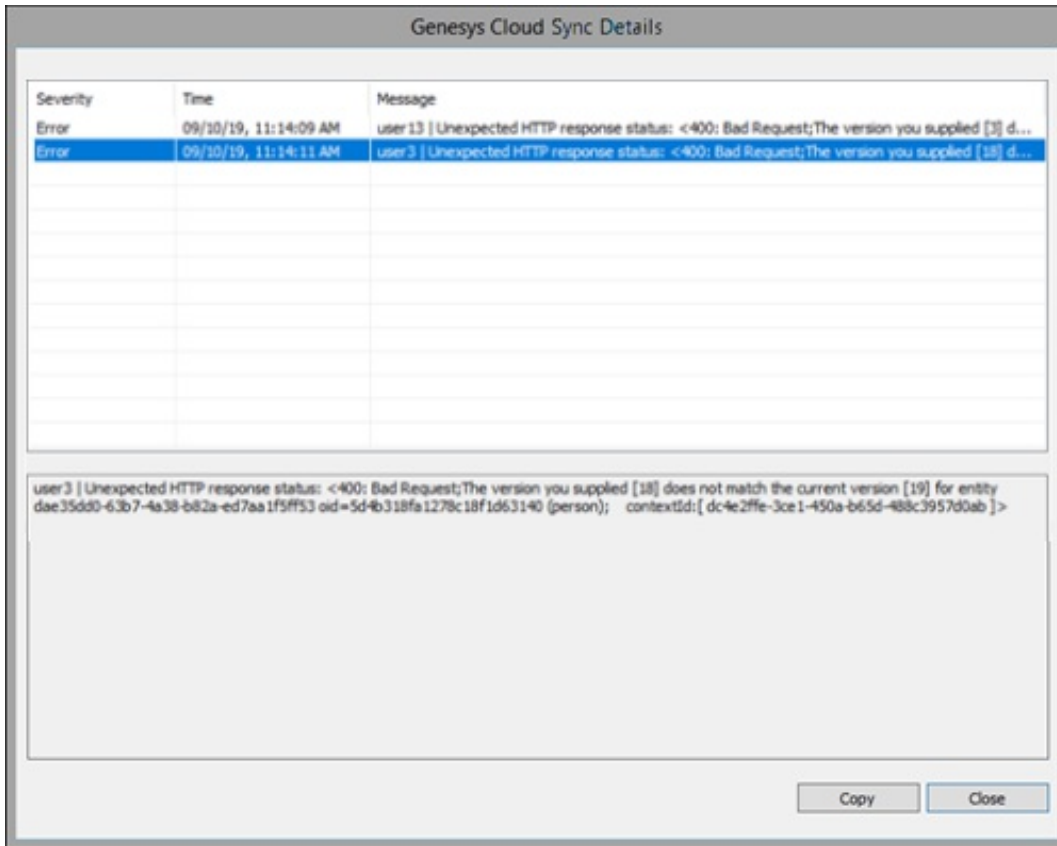 Genesys Cloud Sync Details
Severity Time Message
Error 09/10/19, 11:14:09 AM user13 | Unexpected HTTP response status: <400: Bad Request;The version you supplied [3] d...
Error 09/10/19, 11:14:11 AM user3 | Unexpected HTTP response status: <400: Bad Request;The version you supplied [18] d...
user3 | Unexpected HTTP response status: <400: Bad Request;The version you supplied [18] does not match the current version [19] for entity
dae35dd0-63b7-4a38-b82a-ed7aa1f5ff53 oid=5d4b318fa1278c18f1d63140 (person); contextId:[ dc4e2ffe-3ce1-450a-b65d-488c3957d0ab ]>
Copy Close